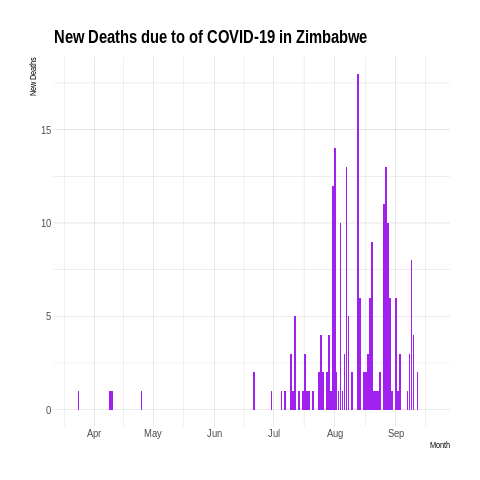 New Deaths due to of COVID-19 in Zimbabwe
New Deaths
15
10
5
0
Apr May Jun Jul Aug Sep
Month